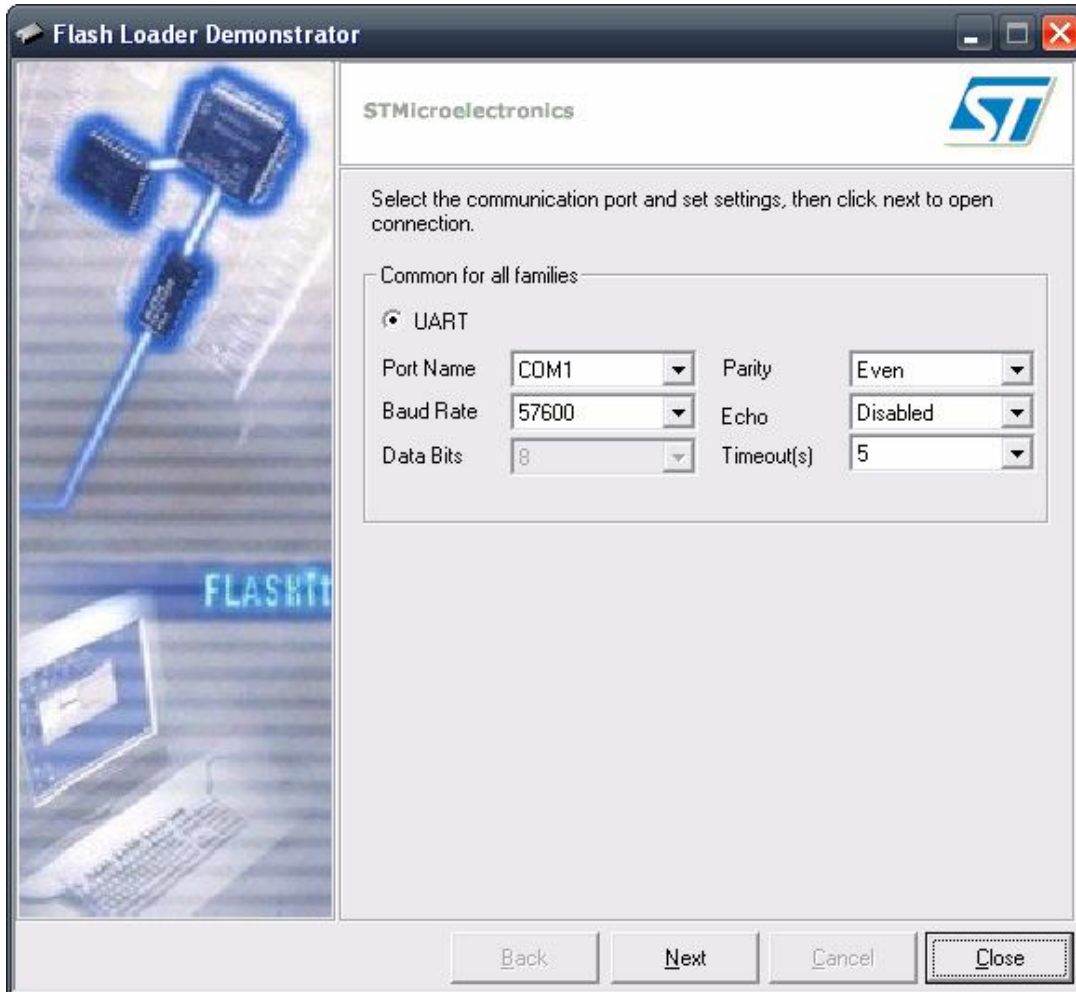 Flash Loader Demonstrator
STMicroelectronics
ST
Select the communication port and set settings, then click next to open
connection.
Common for all families
UART
Port Name COM1 Parity Even
Baud Rate 57600 Echo Disabled
Data Bits 8 Timeout(s) 5
FLASHit
Back Next Cancel Close